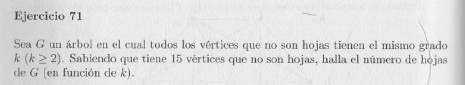 Ejercicio 71
Sea G un árbol en el cual todos los vértices que no son hojas tienen el mismo grado
k (k ≥ 2). Sabiendo que tiene 15 vértices que no son hojas, halla el número de hojas
de G (en función de k).